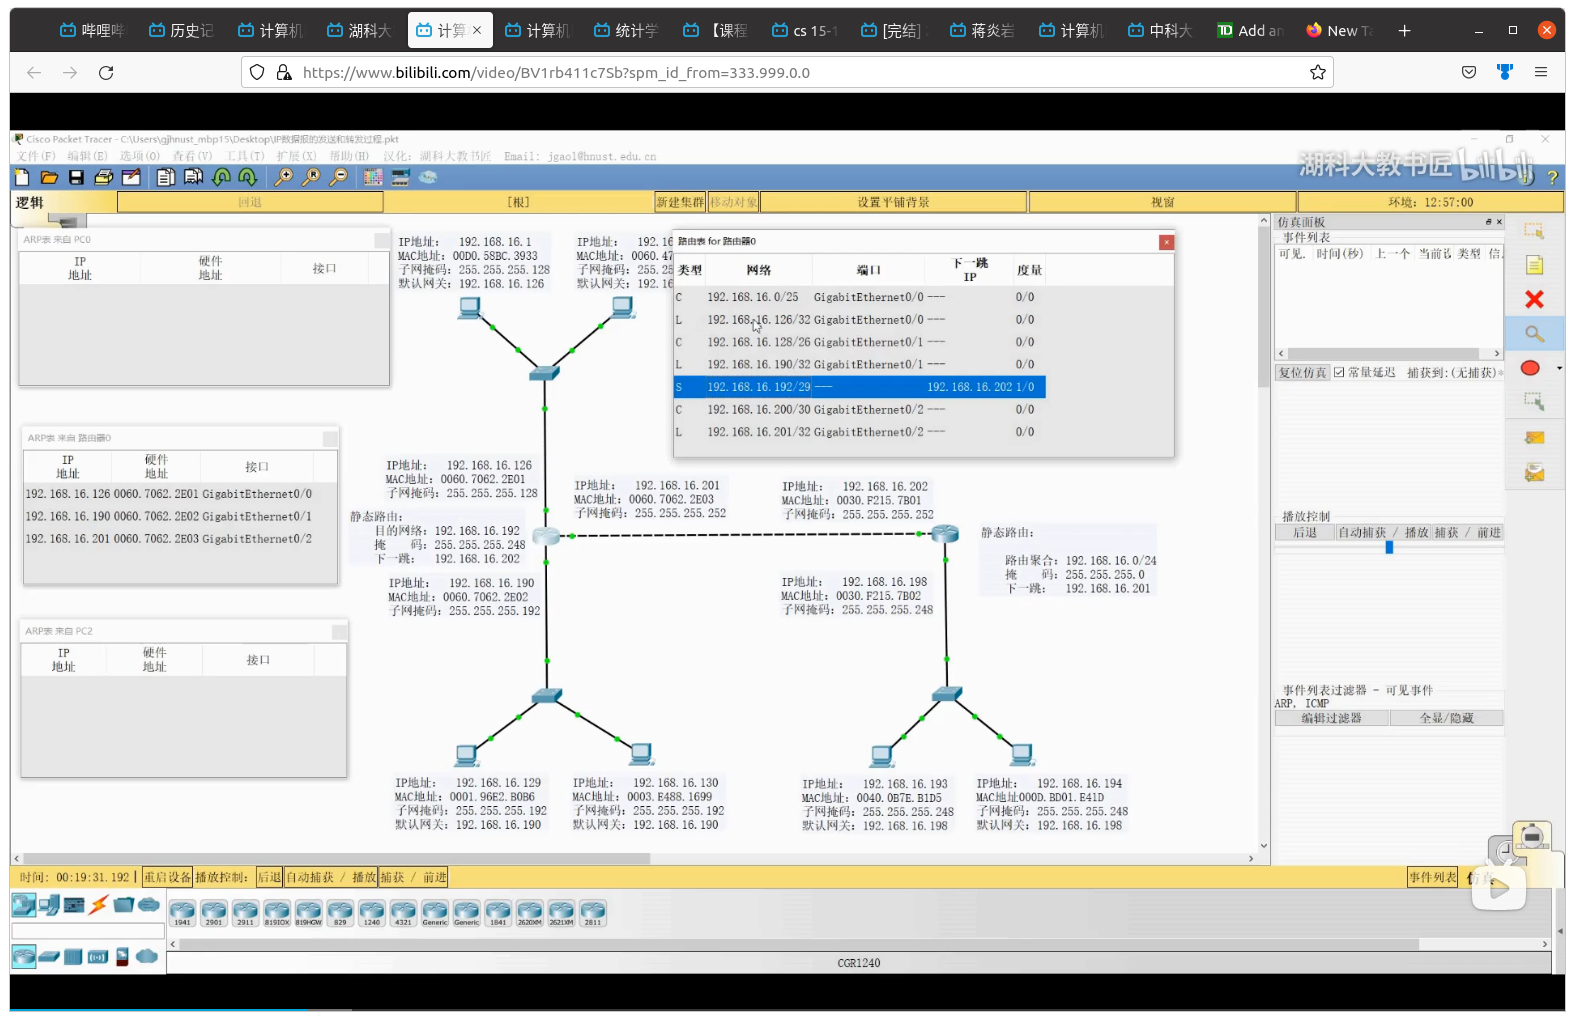 哔哩哔
历史记
计算机
湖科大
计算
计算机
统计学
【课程
cs 15-1
[完结]
蒋炎岩
计算机
中科大
Add an
New Ta
https://www.bilibili.com/video/BV1rb411c7Sb?spm_id_from=333.999.0.0
Cisco Packet Tracer - C:\Users\gjhnust_mbp15\Desktop\IP数据报的发送和转发过程.pkt
文件(F) 编辑(E) 选项(O) 查看(V) 工具(T) 扩展(X) 帮助(H) 汉化: 湖科大教书匠 Email: jgaol@hnust.edu.cn
湖科大教书匠 bilibili
逻辑 回退 [根] 新建集群 移动对象 设置平铺背景 视窗 环境: 12:57:00
ARP表 来自 PC0
IP地址 硬件地址 接口
IP地址: 192.168.16.1
MAC地址: 00D0.58BC.3933
子网掩码: 255.255.255.128
默认网关: 192.168.16.126
IP地址: 192.16
MAC地址: 0060.47
子网掩码: 255.25
默认网关: 192.16
路由表 for 路由器0
类型 网络 端口 下一跳IP 度量
C 192.168.16.0/25 GigabitEthernet0/0 --- 0/0
L 192.168.16.126/32 GigabitEthernet0/0 --- 0/0
C 192.168.16.128/26 GigabitEthernet0/1 --- 0/0
L 192.168.16.190/32 GigabitEthernet0/1 --- 0/0
S 192.168.16.192/29 --- 192.168.16.202 1/0
C 192.168.16.200/30 GigabitEthernet0/2 --- 0/0
L 192.168.16.201/32 GigabitEthernet0/2 --- 0/0
ARP表 来自 路由器0
IP地址 硬件地址 接口
192.168.16.126 0060.7062.2E01 GigabitEthernet0/0
192.168.16.190 0060.7062.2E02 GigabitEthernet0/1
192.168.16.201 0060.7062.2E03 GigabitEthernet0/2
IP地址: 192.168.16.126
MAC地址: 0060.7062.2E01
子网掩码: 255.255.255.128
静态路由:
目的网络: 192.168.16.192
掩 码: 255.255.255.248
下一跳: 192.168.16.202
IP地址: 192.168.16.190
MAC地址: 0060.7062.2E02
子网掩码: 255.255.255.192
IP地址: 192.168.16.201
MAC地址: 0060.7062.2E03
子网掩码: 255.255.255.252
IP地址: 192.168.16.202
MAC地址: 0030.F215.7B01
子网掩码: 255.255.255.252
静态路由:
路由聚合: 192.168.16.0/24
掩 码: 255.255.255.0
下一跳: 192.168.16.201
IP地址: 192.168.16.198
MAC地址: 0030.F215.7B02
子网掩码: 255.255.255.248
ARP表 来自 PC2
IP地址 硬件地址 接口
IP地址: 192.168.16.129
MAC地址: 0001.96E2.B0B6
子网掩码: 255.255.255.192
默认网关: 192.168.16.190
IP地址: 192.168.16.130
MAC地址: 0003.E488.1699
子网掩码: 255.255.255.192
默认网关: 192.168.16.190
IP地址: 192.168.16.193
MAC地址: 0040.0B7E.B1D5
子网掩码: 255.255.255.248
默认网关: 192.168.16.198
IP地址: 192.168.16.194
MAC地址000D.BD01.E41D
子网掩码: 255.255.255.248
默认网关: 192.168.16.198
仿真面板
事件列表
可见. 时间(秒) 上一个 当前设 类型 信
复位仿真 常量延迟 捕获到:(无捕获)
播放控制
后退 自动捕获 / 播放 捕获 / 前进
事件列表过滤器 - 可见事件
ARP, ICMP
编辑过滤器 全显/隐藏
时间: 00:19:31.192 重启设备 播放控制: 后退 自动捕获 / 播放 捕获 / 前进
事件列表 仿真
1941 2901 2911 819IOX 819HGW 829 1240 4321 Generic Generic 1841 2620XM 2621XM 2811
CGR1240